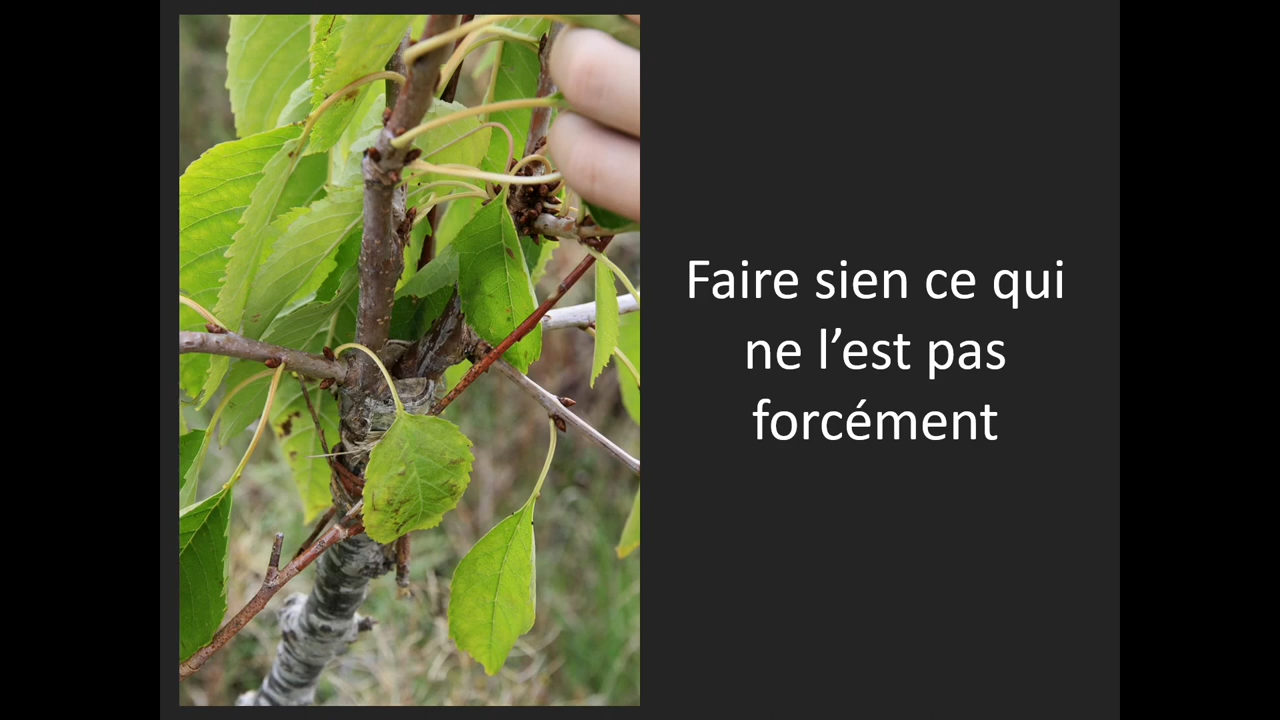 Faire sien ce qui
ne l’est pas
forcément